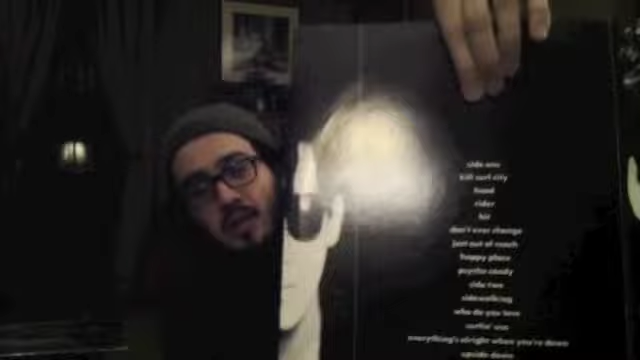 side one
kill surf city
head
rider
hit
don't ever change
just out of reach
happy place
psycho candy
side two
sidewalking
who do you love
surfin' usa
everything's alright when you're down
upside down